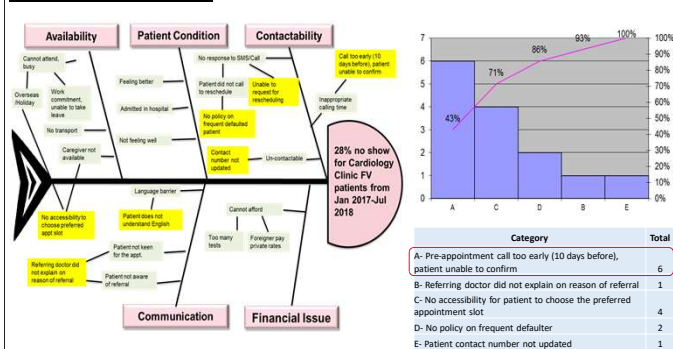 Availability
Patient Condition
Contactability
Cannot attend,
busy
Overseas
/Holiday
Work
commitment,
unable to take
leave
No transport
Caregiver not
available
No accessibility to
choose preferred
appt slot
Feeling better
Admitted in hospital
Not feeling well
No response to SMS/Call
Patient did not call
to reschedule
Unable to
request for
rescheduling
No policy on
frequent defaulted
patient
Contact
number not
updated
Un-contactable
Call too early (10
days before), patient
unable to confirm
Inappropriate
calling time
28% no show
for Cardiology
Clinic FV
patients from
Jan 2017-Jul
2018
Language barrier
Patient does not
understand English
Patient not keen
for the appt.
Referring doctor did
not explain on
reason of referral
Patient not aware
of referral
Cannot afford
Too many
tests
Foreigner pay
private rates
Communication
Financial Issue
7
6
5
4
3
2
1
0
43%
71%
86%
93%
100%
100%
90%
80%
70%
60%
50%
40%
30%
20%
10%
0%
A C D B E
Category Total
A- Pre-appointment call too early (10 days before),
patient unable to confirm 6
B- Referring doctor did not explain on reason of referral 1
C- No accessibility for patient to choose the preferred
appointment slot 4
D- No policy on frequent defaulter 2
E- Patient contact number not updated 1